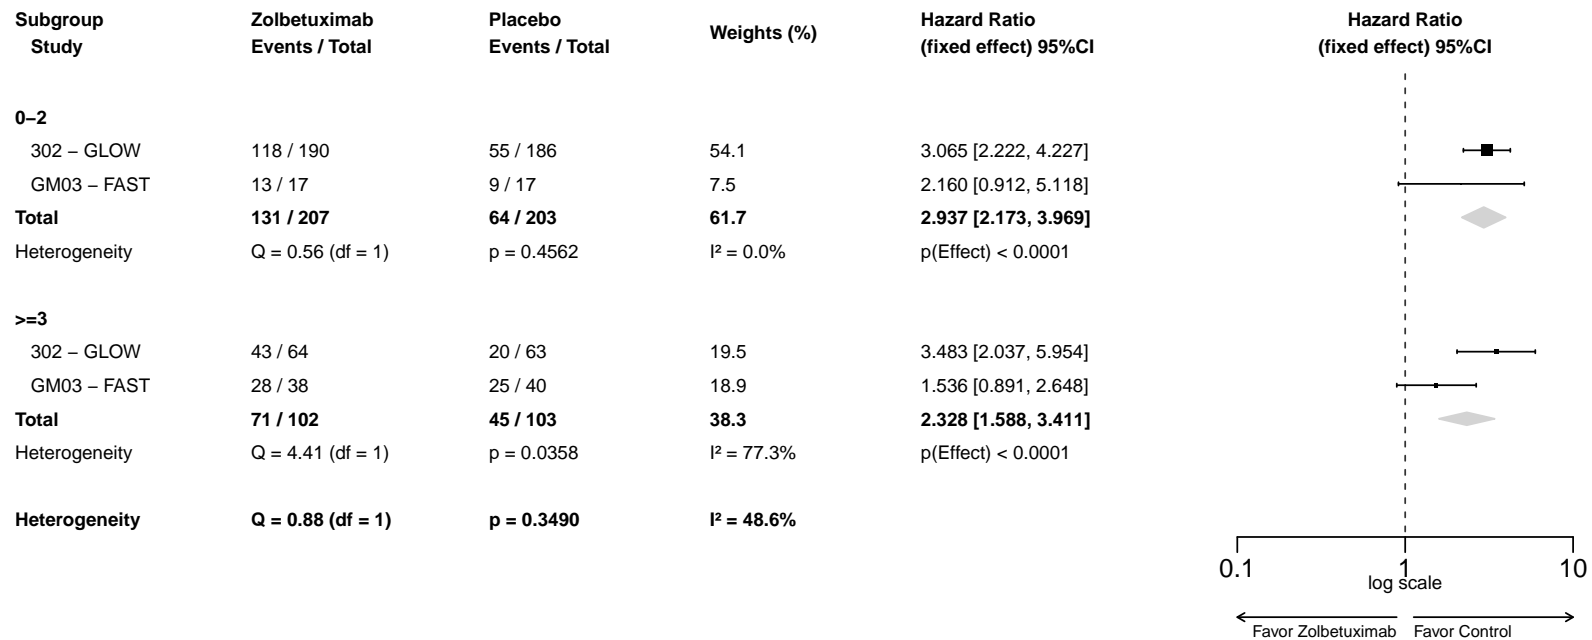 Subgroup Zolbetuximab Placebo Weights (%) Hazard Ratio Hazard Ratio
Study Events / Total Events / Total (fixed effect) 95%CI (fixed effect) 95%CI
0–2
302 – GLOW 118 / 190 55 / 186 54.1 3.065 [2.222, 4.227]
GM03 – FAST 13 / 17 9 / 17 7.5 2.160 [0.912, 5.118]
Total 131 / 207 64 / 203 61.7 2.937 [2.173, 3.969]
Heterogeneity Q = 0.56 (df = 1) p = 0.4562 I² = 0.0% p(Effect) < 0.0001
>=3
302 – GLOW 43 / 64 20 / 63 19.5 3.483 [2.037, 5.954]
GM03 – FAST 28 / 38 25 / 40 18.9 1.536 [0.891, 2.648]
Total 71 / 102 45 / 103 38.3 2.328 [1.588, 3.411]
Heterogeneity Q = 4.41 (df = 1) p = 0.0358 I² = 77.3% p(Effect) < 0.0001
Heterogeneity Q = 0.88 (df = 1) p = 0.3490 I² = 48.6%
0.1 1 10
log scale
Favor Zolbetuximab Favor Control